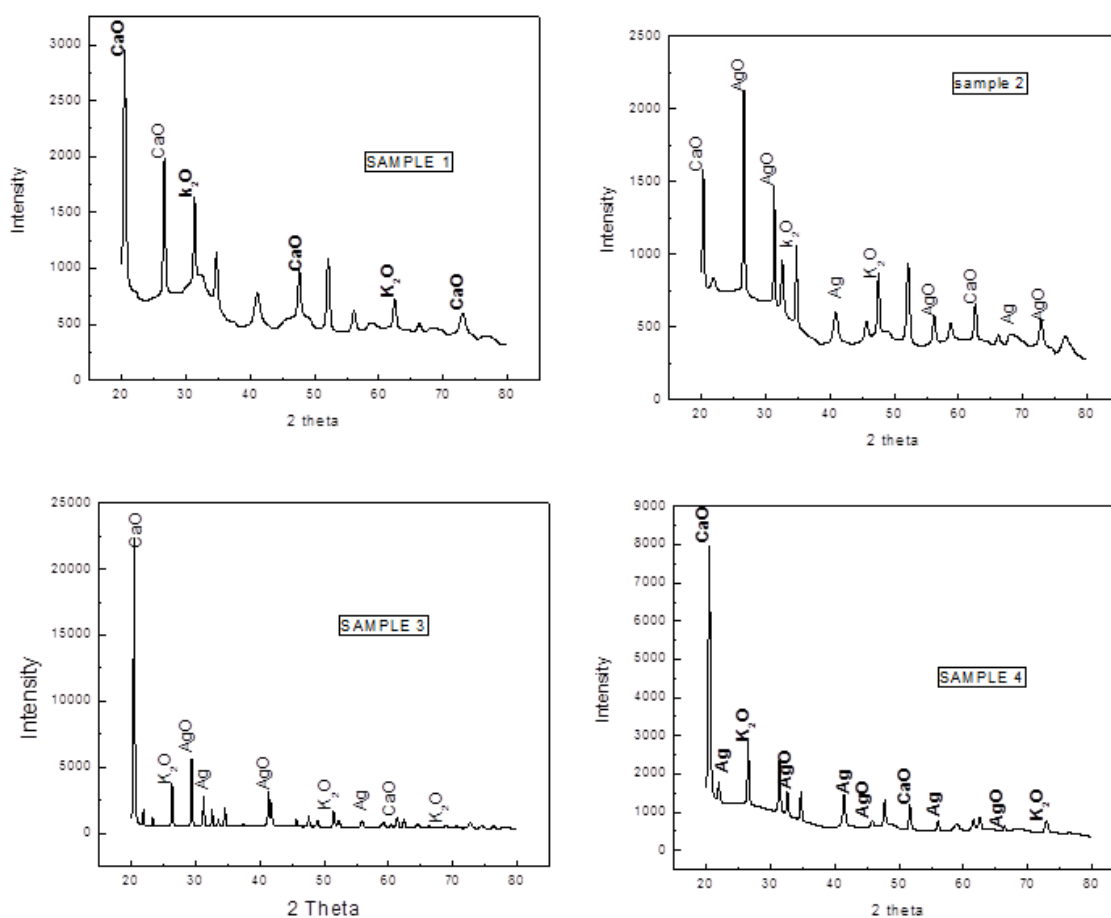 3000
2500
2000
1500
1000
500
0
Intensity
CaO
CaO
k₂O
CaO
K₂O
CaO
SAMPLE 1
20 30 40 50 60 70 80
2 theta
2500
2000
1500
1000
500
0
Intensity
CaO
AgO
AgO
k₂O
Ag
K₂O
AgO
CaO
Ag
AgO
sample 2
20 30 40 50 60 70 80
2 theta
25000
20000
15000
10000
5000
0
Intensity
CaO
K₂O
AgO
Ag
AgO
K₂O
Ag
CaO
K₂O
SAMPLE 3
20 30 40 50 60 70 80
2 Theta
9000
8000
7000
6000
5000
4000
3000
2000
1000
0
Intensity
CaO
Ag
K₂O
AgO
Ag
AgO
CaO
Ag
AgO
K₂O
SAMPLE 4
20 30 40 50 60 70 80
2 theta